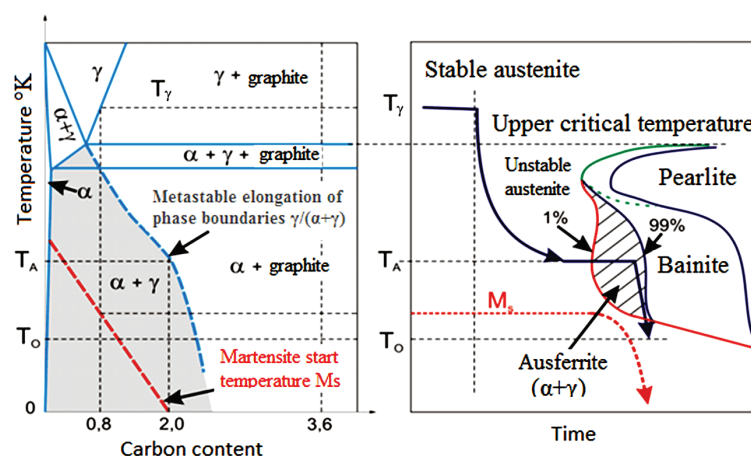 Temperature °K
γ
T_γ
γ + graphite
α+γ
α + γ + graphite
α
Metastable elongation of
phase boundaries γ/(α+γ)
T_A
α + γ
α + graphite
T_O
Martensite start
temperature Ms
0
0,8
2,0
3,6
Carbon content
Stable austenite
T_γ
Upper critical temperature
Unstable
austenite
Pearlite
1%
99%
T_A
Bainite
M_s
T_O
Ausferrite
(α+γ)
Time